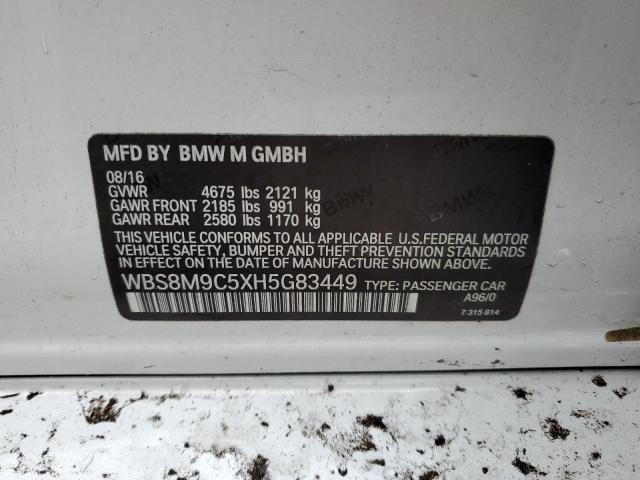 MFD BY BMW M GMBH
08/16
GVWR 4675 lbs 2121 kg
GAWR FRONT 2185 lbs 991 kg
GAWR REAR 2580 lbs 1170 kg
THIS VEHICLE CONFORMS TO ALL APPLICABLE U.S.FEDERAL MOTOR
VEHICLE SAFETY, BUMPER AND THEFT PREVENTION STANDARDS
IN EFFECT ON THE DATE OF MANUFACTURE SHOWN ABOVE.
WBS8M9C5XH5G83449 TYPE: PASSENGER CAR
A96/0
7 315 814